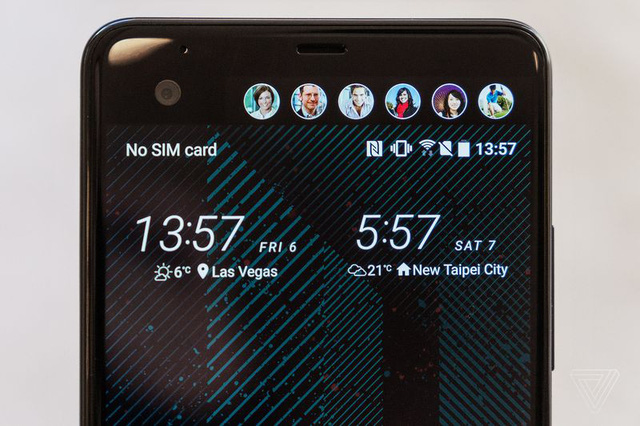 No SIM card 13:57
13:57 FRI 6
6°C Las Vegas
5:57 SAT 7
21°C New Taipei City